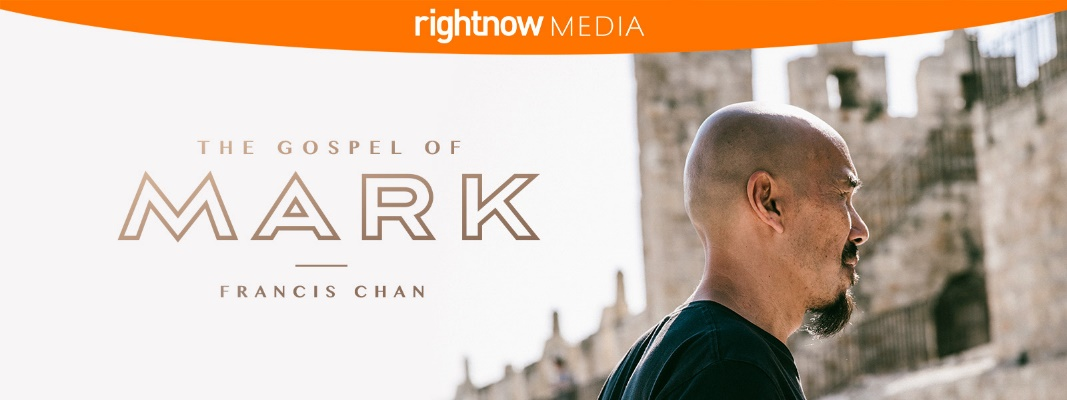 rightnow MEDIA
THE GOSPEL OF
MARK
FRANCIS CHAN